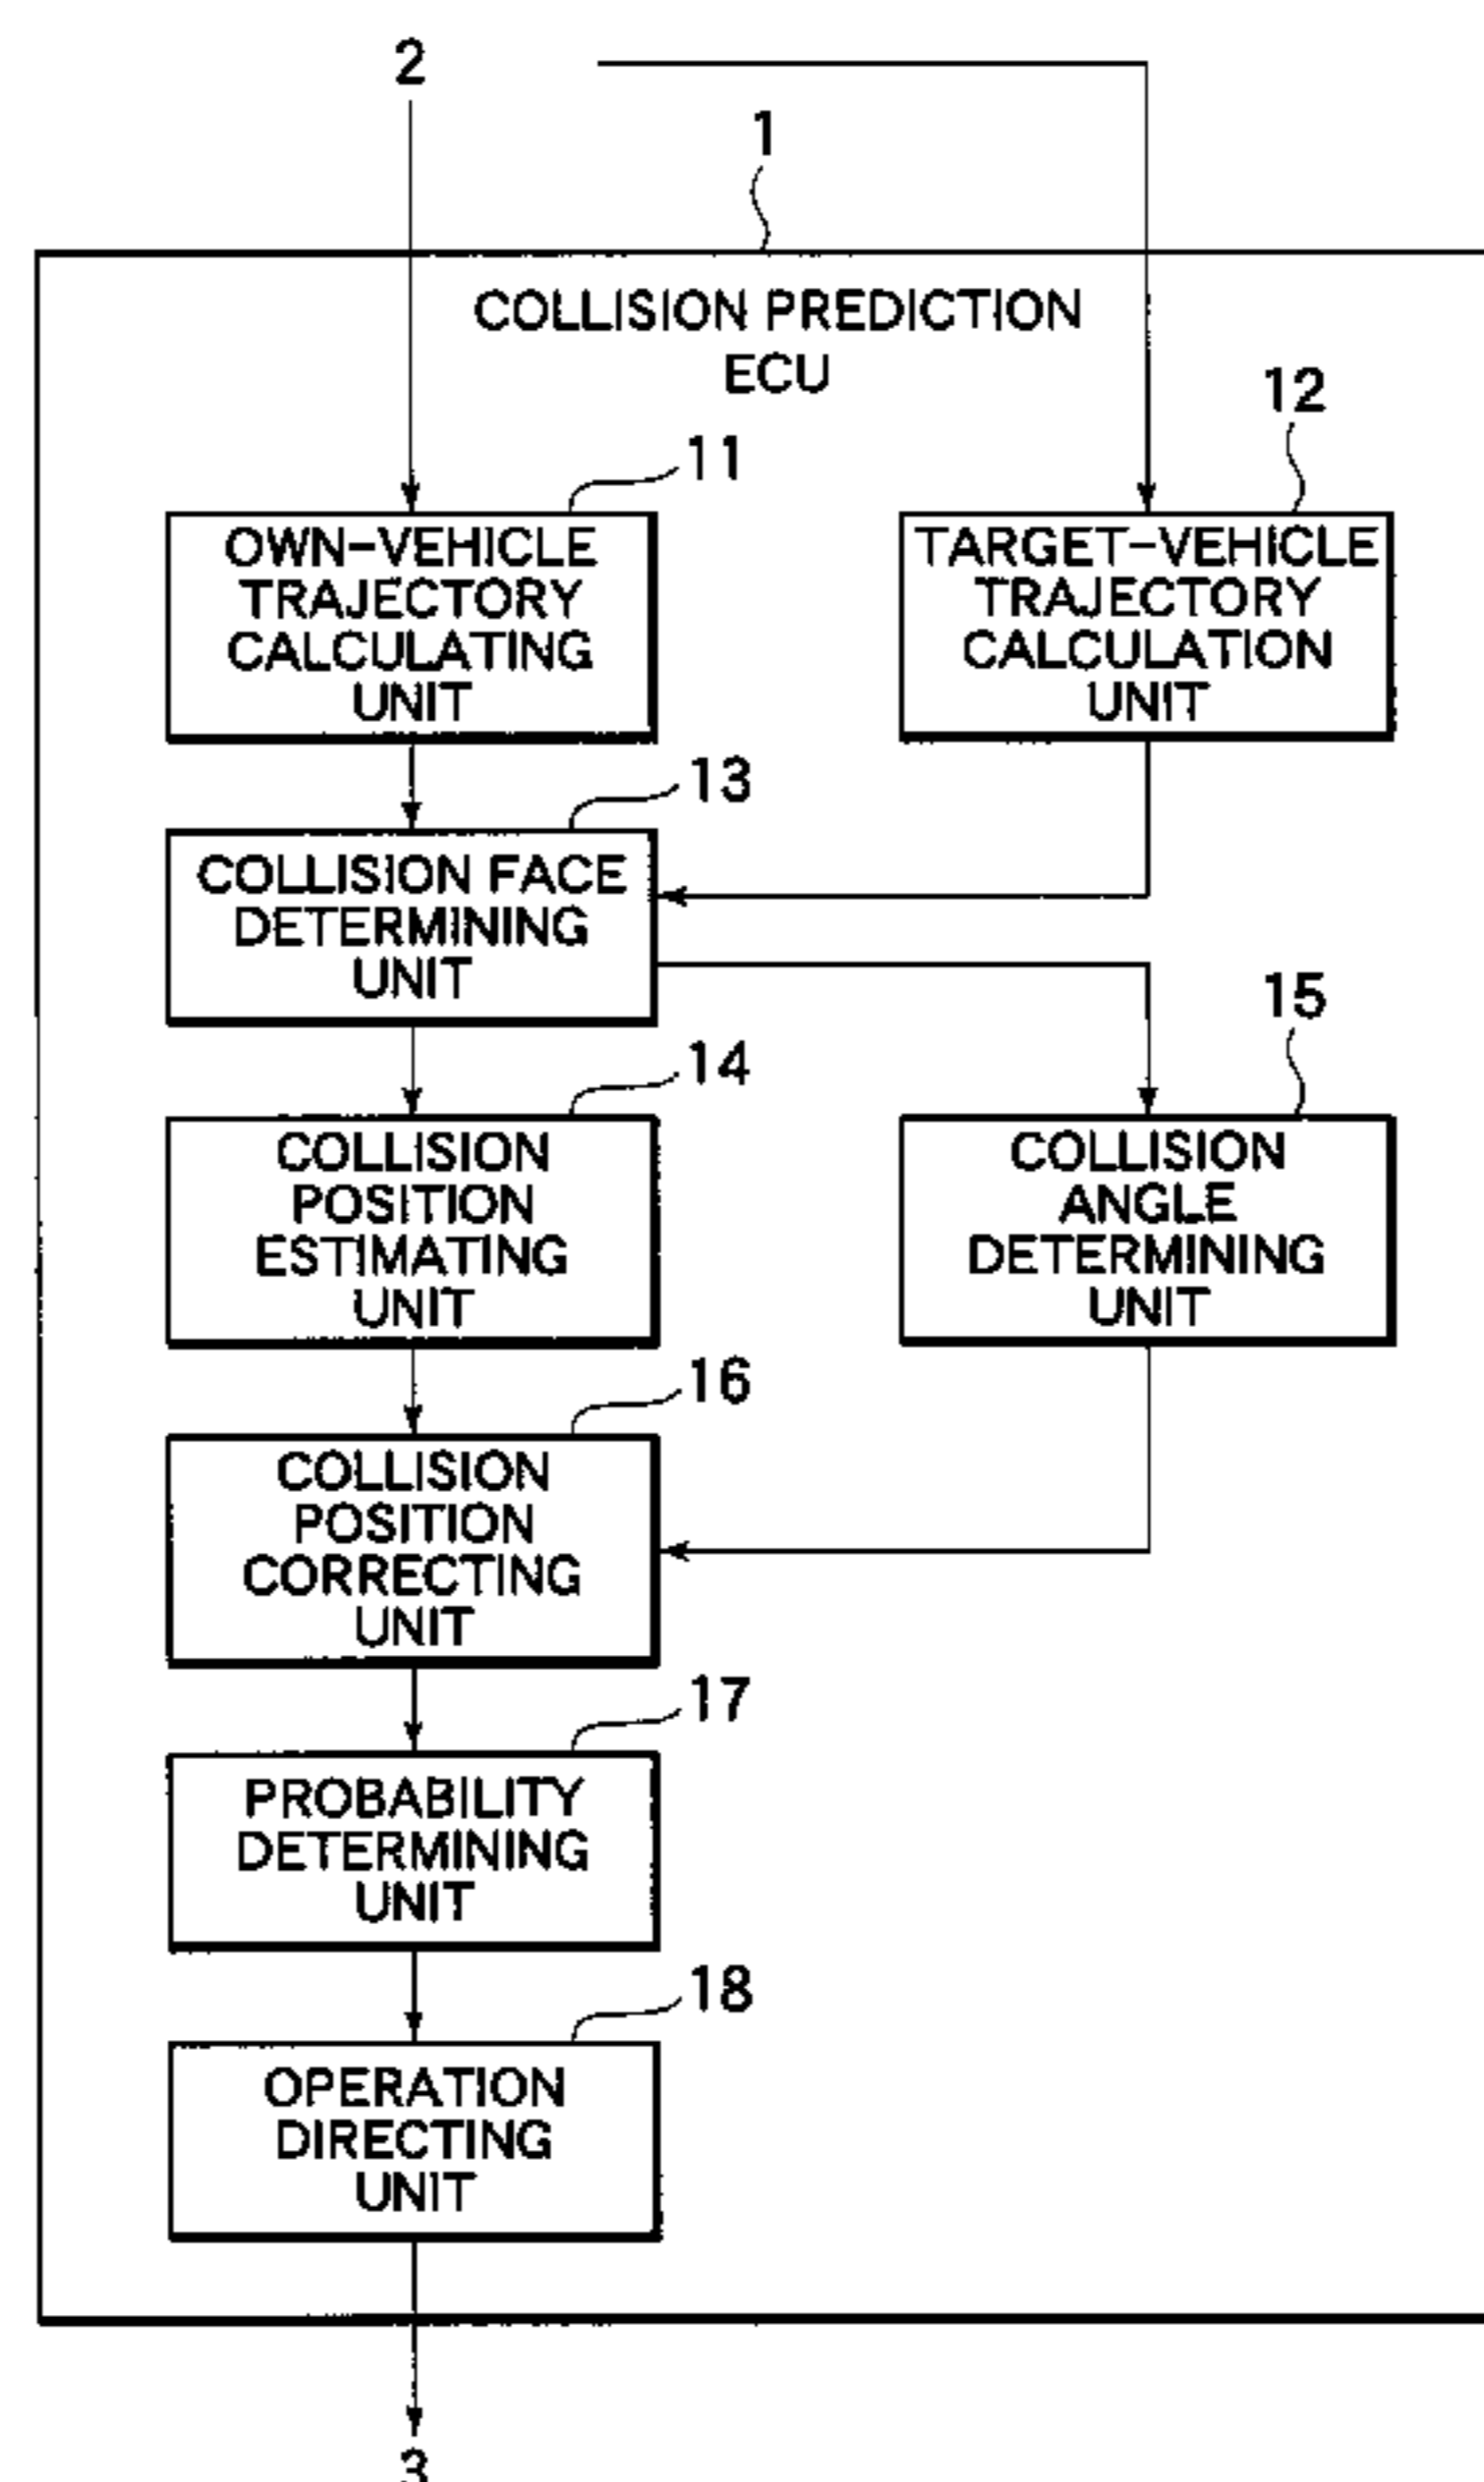 2
1
COLLISION PREDICTION
ECU
11
12
OWN-VEHICLE
TRAJECTORY
CALCULATING
UNIT
TARGET-VEHICLE
TRAJECTORY
CALCULATION
UNIT
13
COLLISION FACE
DETERMINING
UNIT
14
15
COLLISION
POSITION
ESTIMATING
UNIT
COLLISION
ANGLE
DETERMINING
UNIT
16
COLLISION
POSITION
CORRECTING
UNIT
17
PROBABILITY
DETERMINING
UNIT
18
OPERATION
DIRECTING
UNIT
3